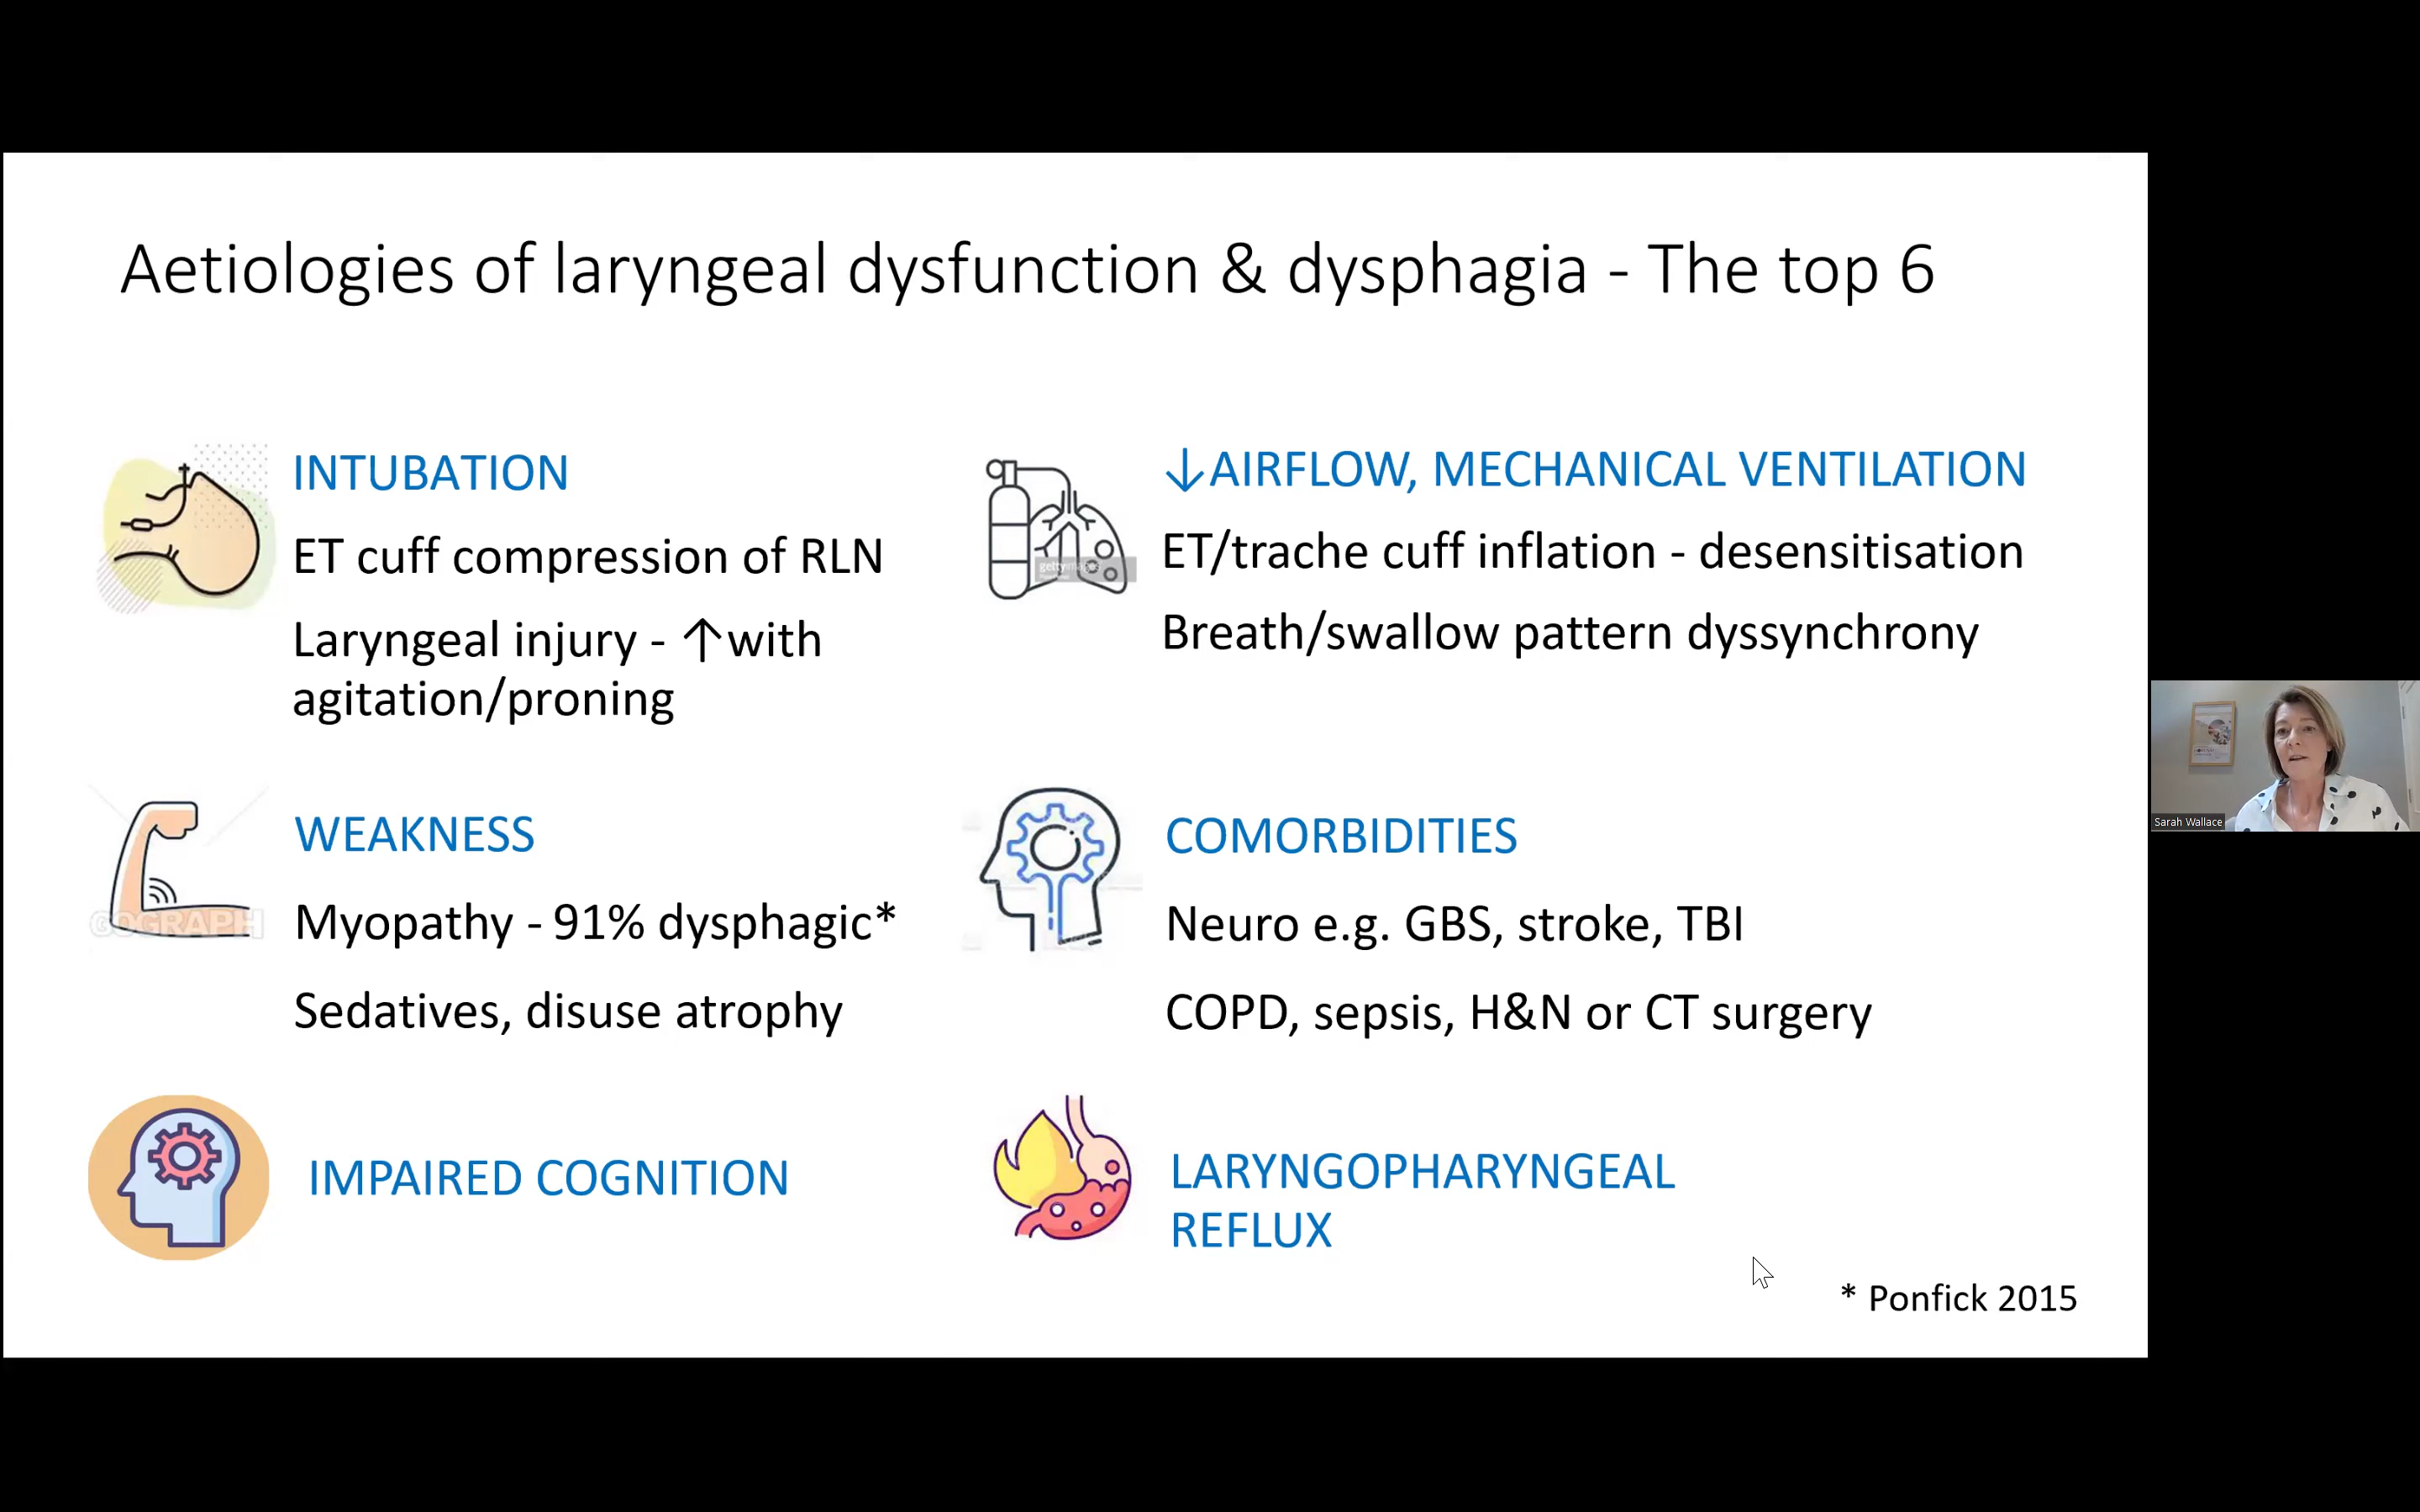 Aetiologies of laryngeal dysfunction & dysphagia - The top 6
INTUBATION
ET cuff compression of RLN
Laryngeal injury - ↑with
agitation/proning
↓AIRFLOW, MECHANICAL VENTILATION
ET/trache cuff inflation - desensitisation
Breath/swallow pattern dyssynchrony
gettyimages
WEAKNESS
Myopathy - 91% dysphagic*
Sedatives, disuse atrophy
GOGRAPH
COMORBIDITIES
Neuro e.g. GBS, stroke, TBI
COPD, sepsis, H&N or CT surgery
IMPAIRED COGNITION
LARYNGOPHARYNGEAL
REFLUX
* Ponfick 2015
Sarah Wallace